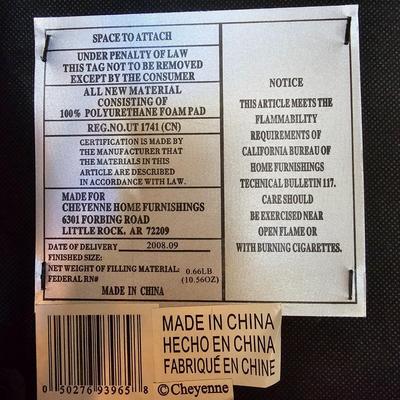 SPACE TO ATTACH
UNDER PENALTY OF LAW
THIS TAG NOT TO BE REMOVED
EXCEPT BY THE CONSUMER
ALL NEW MATERIAL
CONSISTING OF
100% POLYURETHANE FOAM PAD
REG.NO.UT 1741 (CN)
CERTIFICATION IS MADE BY
THE MANUFACTURER THAT
THE MATERIALS IN THIS
ARTICLE ARE DESCRIBED
IN ACCORDANCE WITH LAW.
MADE FOR
CHEYENNE HOME FURNISHINGS
6301 FORBING ROAD
LITTLE ROCK, AR 72209
DATE OF DELIVERY 2008.09
FINISHED SIZE:
NET WEIGHT OF FILLING MATERIAL: 0.66LB
FEDERAL RN# (10.56OZ)
MADE IN CHINA
NOTICE
THIS ARTICLE MEETS THE
FLAMMABILITY
REQUIREMENTS OF
CALIFORNIA BUREAU OF
HOME FURNISHINGS
TECHNICAL BULLETIN 117.
CARE SHOULD
BE EXERCISED NEAR
OPEN FLAME OR
WITH BURNING CIGARETTES.
0 50276 93965 8
MADE IN CHINA
HECHO EN CHINA
FABRIQUÉ EN CHINE
©Cheyenne